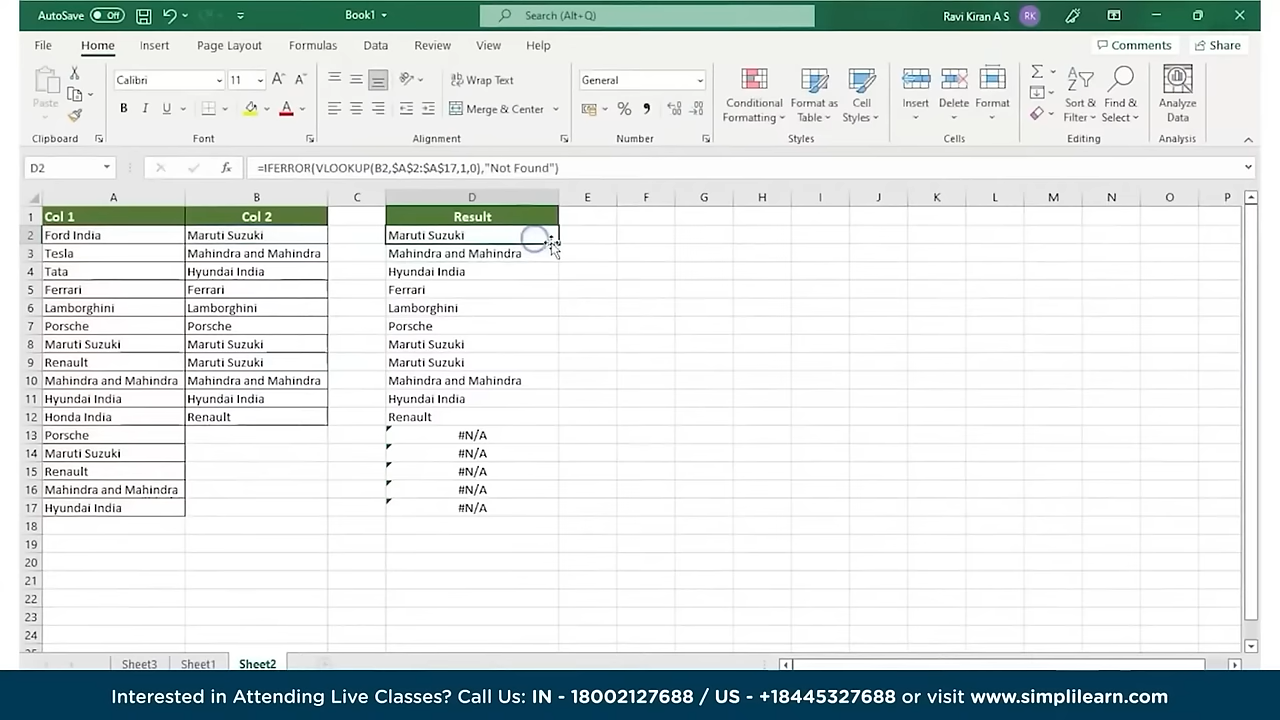 AutoSave Off Book1 Search (Alt+Q) Ravi Kiran A S RK
File Home Insert Page Layout Formulas Data Review View Help Comments Share
Paste Calibri 11 A A Wrap Text General Conditional Formatting Format as Table Cell Styles Insert Delete Format Sort & Filter Find & Select Analyze Data
B I U A Merge & Center %
Clipboard Font Alignment Number Styles Cells Editing Analysis
D2 fx =IFERROR(VLOOKUP(B2,$A$2:$A$17,1,0),"Not Found")
A B C D E F G H I J K L M N O P
1 Col 1 Col 2 Result
2 Ford India Maruti Suzuki Maruti Suzuki
3 Tesla Mahindra and Mahindra Mahindra and Mahindra
4 Tata Hyundai India Hyundai India
5 Ferrari Ferrari Ferrari
6 Lamborghini Lamborghini Lamborghini
7 Porsche Porsche Porsche
8 Maruti Suzuki Maruti Suzuki Maruti Suzuki
9 Renault Maruti Suzuki Maruti Suzuki
10 Mahindra and Mahindra Mahindra and Mahindra Mahindra and Mahindra
11 Hyundai India Hyundai India Hyundai India
12 Honda India Renault Renault
13 Porsche #N/A
14 Maruti Suzuki #N/A
15 Renault #N/A
16 Mahindra and Mahindra #N/A
17 Hyundai India #N/A
18
19
20
21
22
23
24
Sheet3 Sheet1 Sheet2
Interested in Attending Live Classes? Call Us: IN - 18002127688 / US - +18445327688 or visit www.simplilearn.com